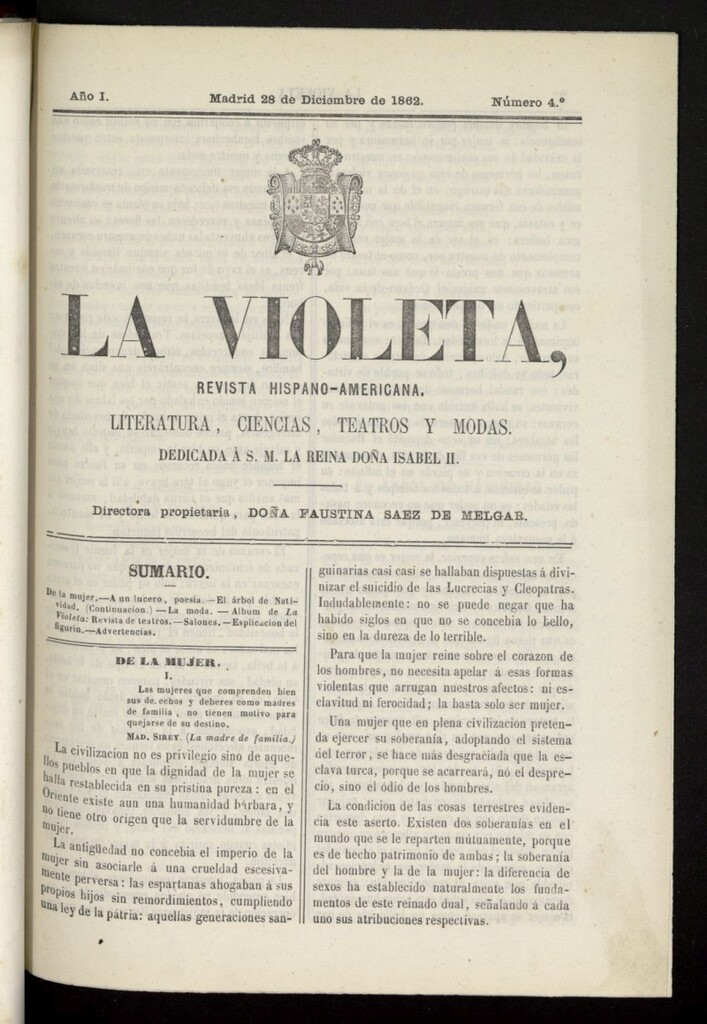 Año I.
Madrid 28 de Diciembre de 1862.
Número 4.º
LA VIOLETA,
REVISTA HISPANO-AMERICANA.
LITERATURA, CIENCIAS, TEATROS Y MODAS.
DEDICADA À S. M. LA REINA DOÑA ISABEL II.
Directora propietaria, DOÑA FAUSTINA SAEZ DE MELGAR.
SUMARIO.
De la mujer.—A un lucero, poesía.—El árbol de Nati-
vidad. (Continuacion.)—La moda.—Album de La
Violeta: Revista de teatros.—Salones.—Esplicacion del
figurin.—Advertencias.
DE LA MUJER.
I.
Las mujeres que comprenden bien
sus de.echos y deberes como madres
de familia, no tienen motivo para
quejarse de su destino.
MAD. SIREY. (La madre de familia.)
La civilizacion no es privilegio sino de aque-
llos pueblos en que la dignidad de la mujer se
halla restablecida en su pristina pureza: en el
Oriente existe aun una humanidad bárbara, y
no tiene otro origen que la servidumbre de la
mujer.
La antigüedad no concebia el imperio de la
mujer sin asociarle á una crueldad escesiva-
mente perversa: las espartanas ahogaban á sus
propios hijos sin remordimientos, cumpliendo
una ley de la pátria: aquellas generaciones san-
guinarias casi casi se hallaban dispuestas á divi-
nizar el suicidio de las Lucrecias y Cleopatras.
Indudablemente: no se puede negar que ha
habido siglos en que no se concebia lo bello,
sino en la dureza de lo terrible.
Para que la mujer reine sobre el corazon de
los hombres, no necesita apelar á esas formas
violentas que arrugan nuestros afectos: ni es-
clavitud ni ferocidad; la basta solo ser mujer.
Una mujer que en plena civilizacion preten-
da ejercer su soberanía, adoptando el sistema
del terror, se hace más desgraciada que la es-
clava turca, porque se acarreará, nó el despre-
cio, sino el ódio de los hombres.
La condicion de las cosas terrestres eviden-
cia este aserto. Existen dos soberanías en el
mundo que se le reparten mútuamente, porque
es de hecho patrimonio de ambas; la soberanía
del hombre y la de la mujer: la diferencia de
sexos ha establecido naturalmente los funda-
mentos de este reinado dual, señalando á cada
uno sus atribuciones respectivas.